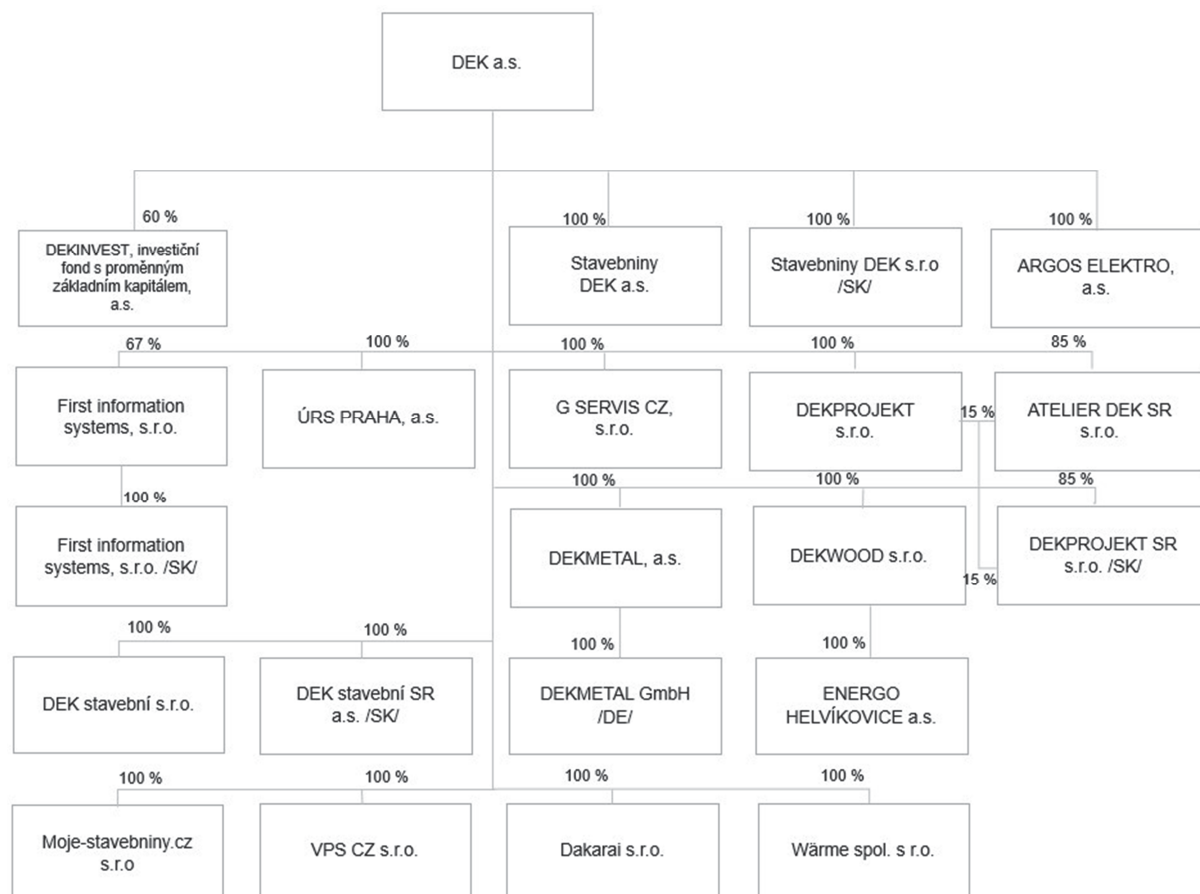 DEK a.s.
60 %
100 %
100 %
100 %
DEKINVEST, investiční
fond s proměnným
základním kapitálem,
a.s.
Stavebniny
DEK a.s.
Stavebniny DEK s.r.o
/SK/
ARGOS ELEKTRO,
a.s.
67 %
100 %
100 %
100 %
85 %
First information
systems, s.r.o.
ÚRS PRAHA, a.s.
G SERVIS CZ,
s.r.o.
DEKPROJEKT
s.r.o.
15 %
ATELIER DEK SR
s.r.o.
100 %
100 %
100 %
85 %
First information
systems, s.r.o. /SK/
DEKMETAL, a.s.
DEKWOOD s.r.o.
15 %
DEKPROJEKT SR
s.r.o. /SK/
100 %
100 %
100 %
100 %
DEK stavební s.r.o.
DEK stavební SR
a.s. /SK/
DEKMETAL GmbH
/DE/
ENERGO
HELVÍKOVICE a.s.
100 %
100 %
100 %
100 %
Moje-stavebniny.cz
s.r.o
VPS CZ s.r.o.
Dakarai s.r.o.
Wärme spol. s r.o.